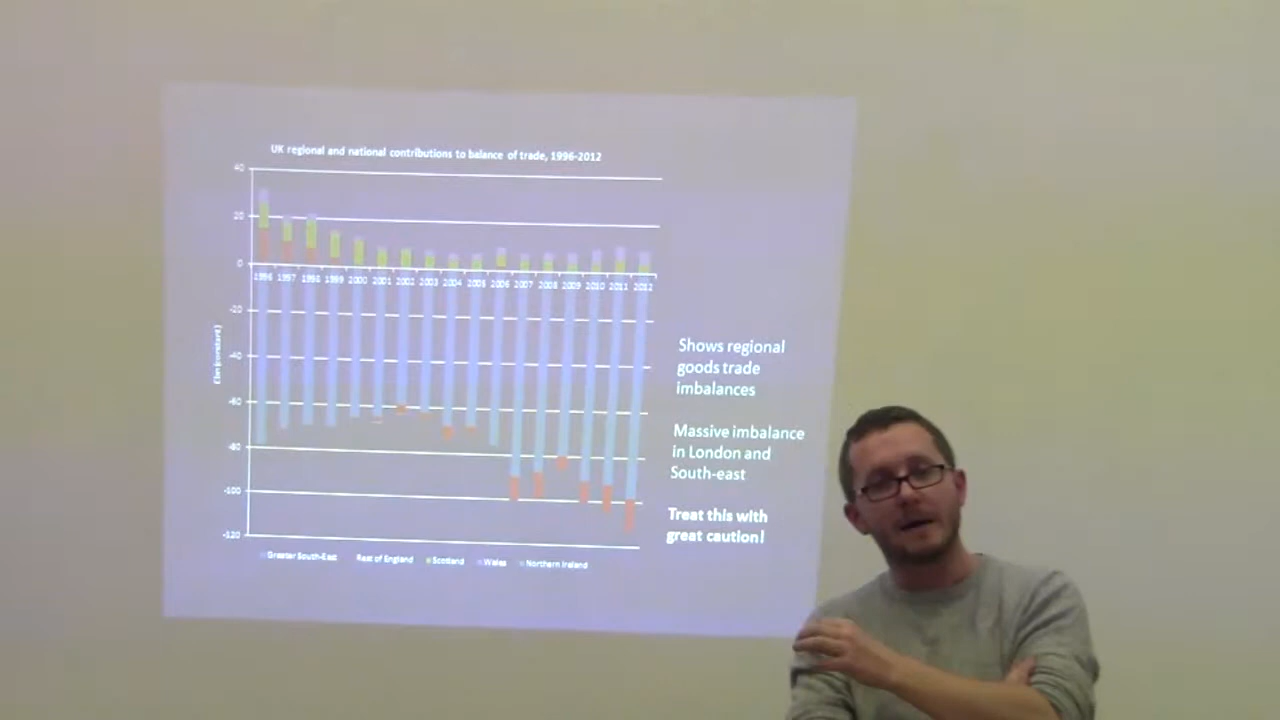 UK regional and national contributions to balance of trade, 1996-2012
40
20
0
1996 1997 1998 1999 2000 2001 2002 2003 2004 2005 2006 2007 2008 2009 2010 2011 2012
-20
-40
-60
-80
-100
-120
Shows regional
goods trade
imbalances
Massive imbalance
in London and
South-east
Treat this with
great caution!
Greater South-East Rest of England Scotland Wales Northern Ireland